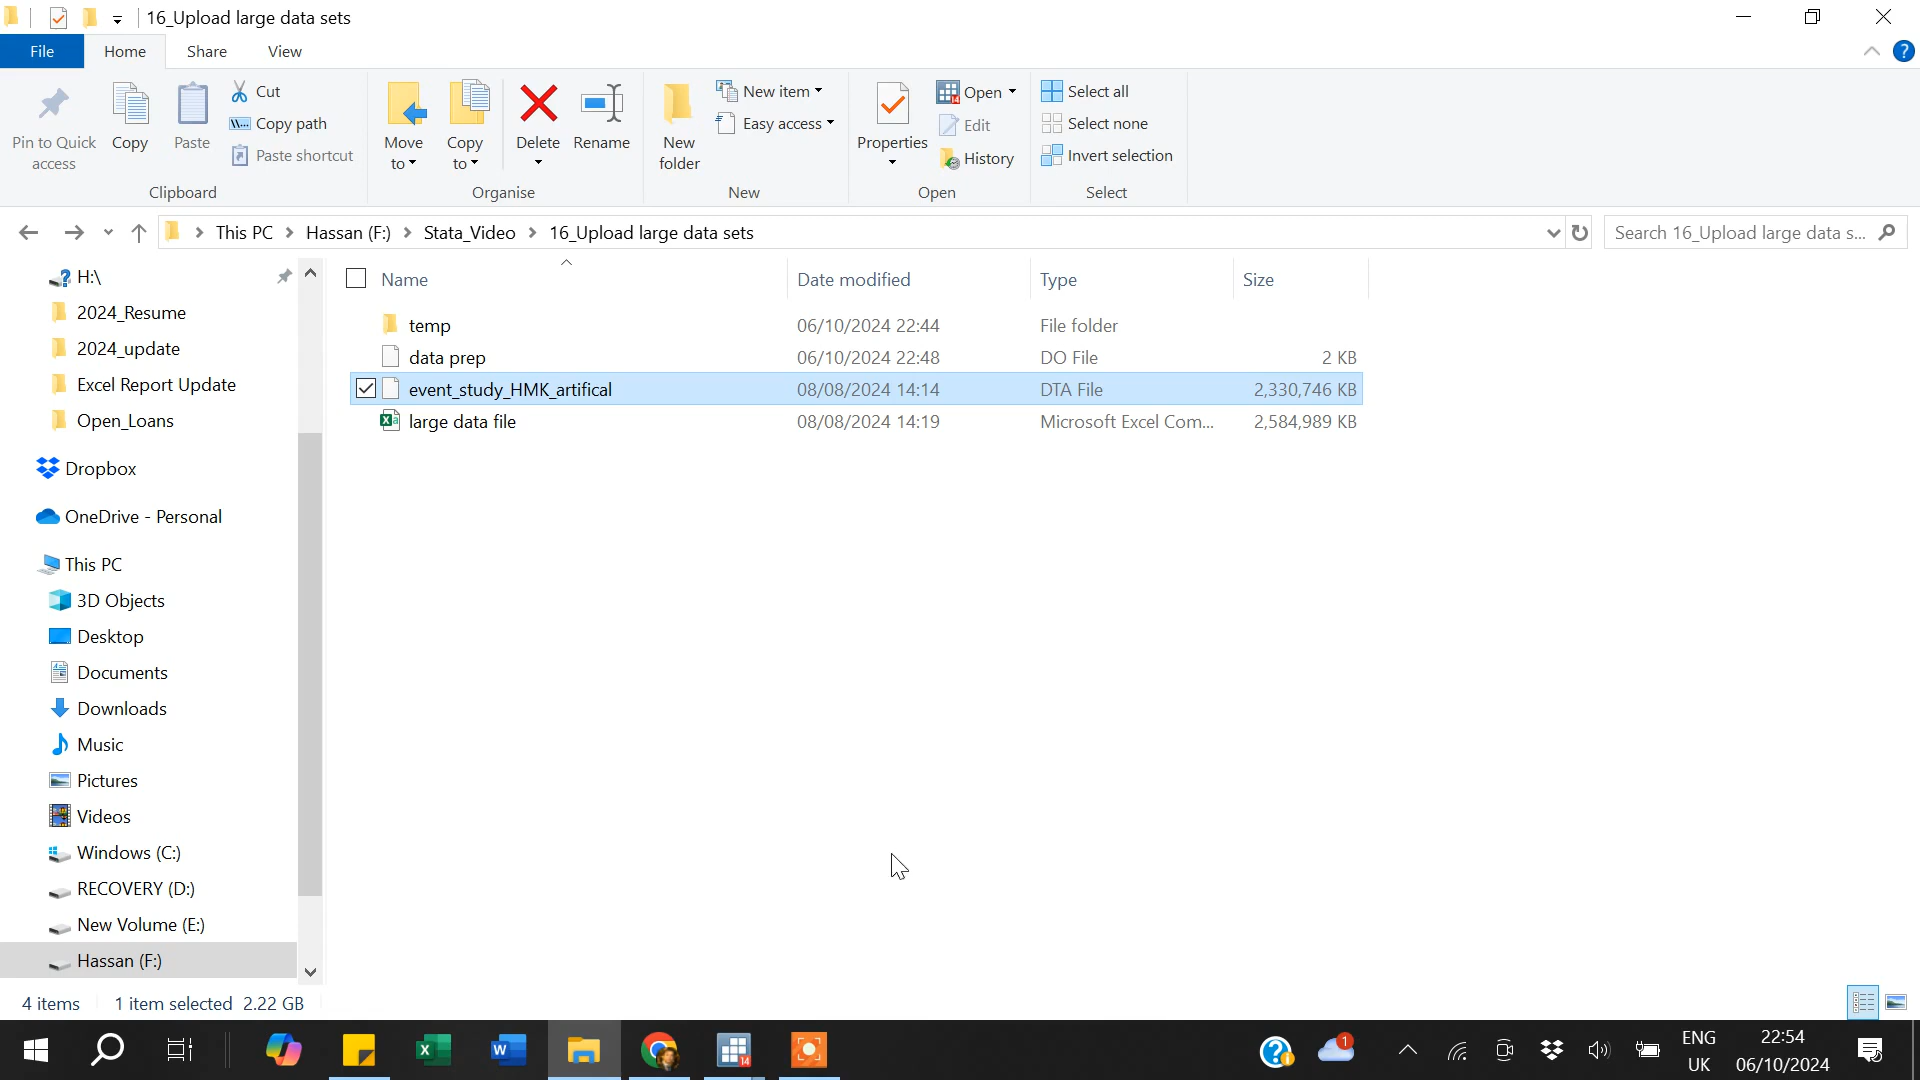 16_Upload large data sets
File
Home
Share
View
Pin to Quick access
Copy
Paste
Cut
Copy path
Paste shortcut
Clipboard
Move to
Copy to
Delete
Rename
Organise
New folder
New item
Easy access
New
Properties
Open
Edit
History
Open
Select all
Select none
Invert selection
Select
This PC
Hassan (F:)
Stata_Video
16_Upload large data sets
Search 16_Upload large data s...
H:\
2024_Resume
2024_update
Excel Report Update
Open_Loans
Dropbox
OneDrive - Personal
This PC
3D Objects
Desktop
Documents
Downloads
Music
Pictures
Videos
Windows (C:)
RECOVERY (D:)
New Volume (E:)
Hassan (F:)
Name Date modified Type Size
temp 06/10/2024 22:44 File folder
data prep 06/10/2024 22:48 DO File 2 KB
event_study_HMK_artifical 08/08/2024 14:14 DTA File 2,330,746 KB
large data file 08/08/2024 14:19 Microsoft Excel Com... 2,584,989 KB
4 items 1 item selected 2.22 GB
14
1
ENG
UK
22:54
06/10/2024